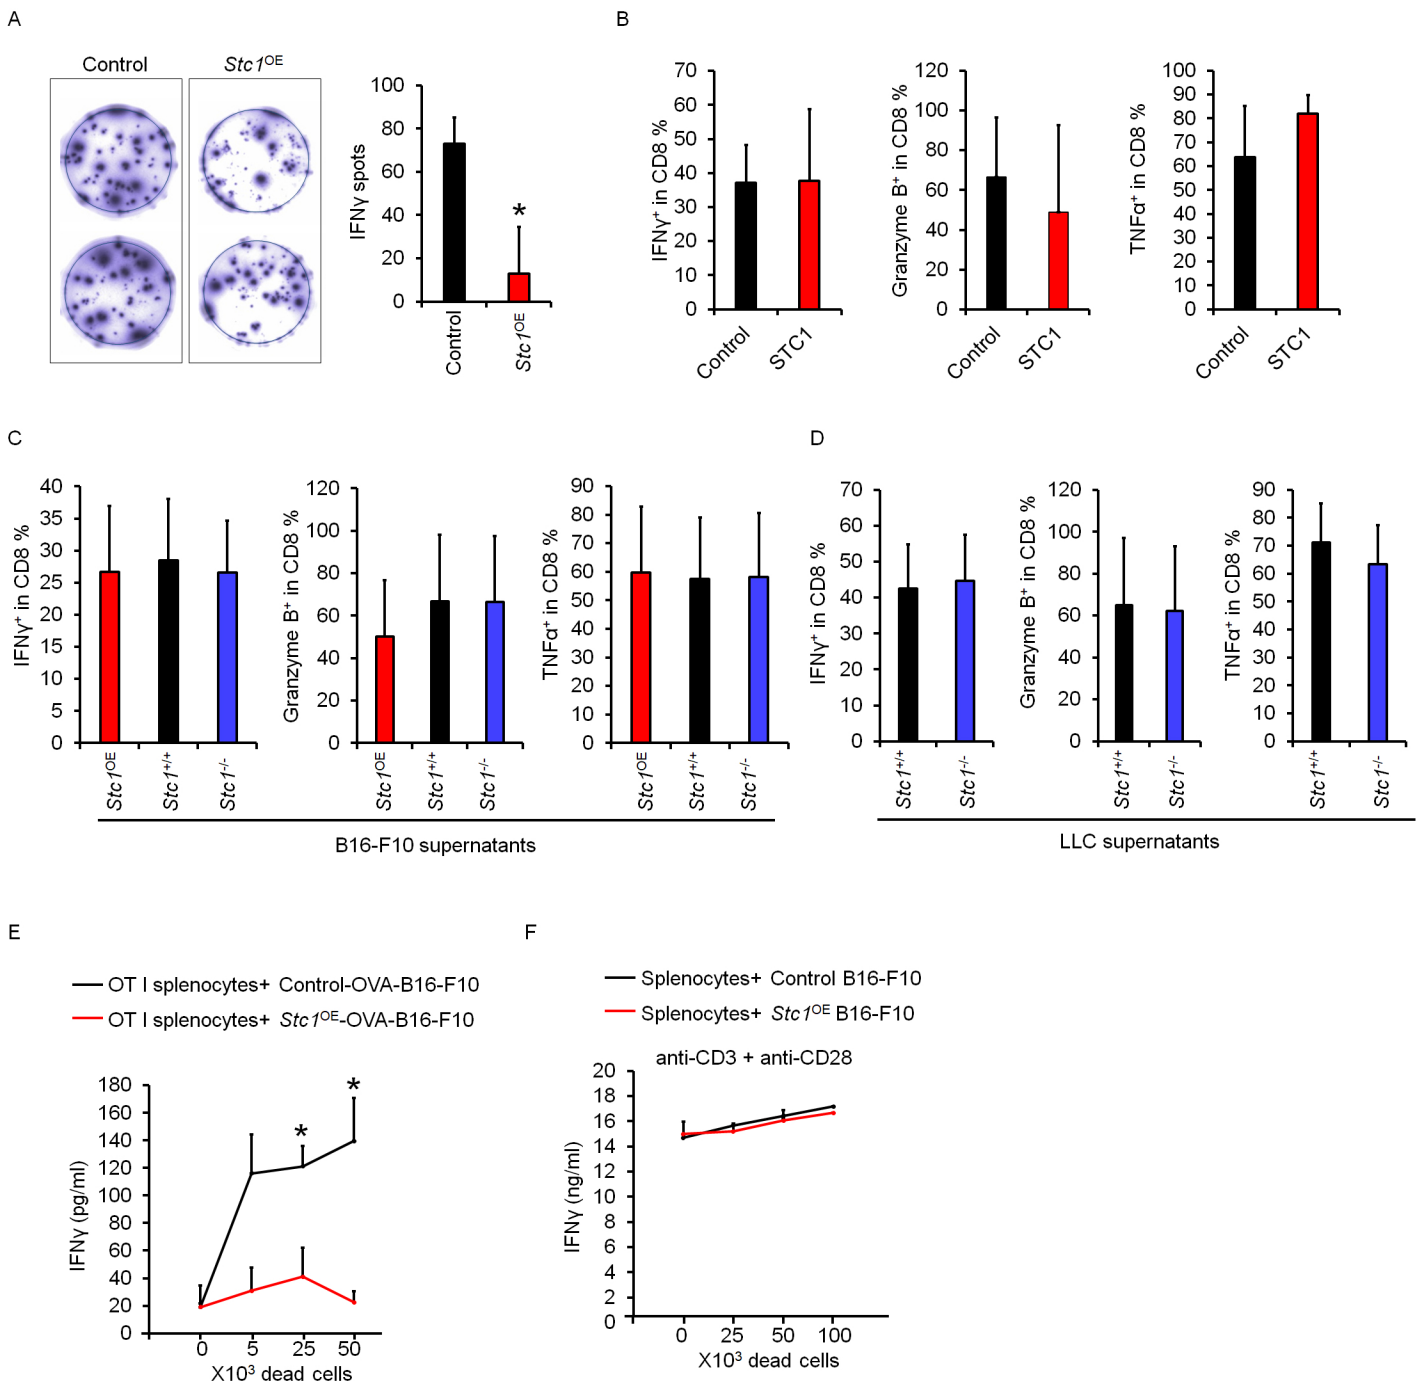 A
Control
Stc1OE
100
80
60
40
20
0
IFNγ spots
*
Control
Stc1OE
B
70
60
50
40
30
20
10
0
IFNγ+ in CD8 %
Control
STC1
120
100
80
60
40
20
0
Granzyme B+ in CD8 %
Control
STC1
100
90
80
70
60
50
40
30
20
10
0
TNFα+ in CD8 %
Control
STC1
C
40
35
30
25
20
15
10
5
0
IFNγ+ in CD8 %
Stc1OE
Stc1+/+
Stc1-/-
120
100
80
60
40
20
0
Granzyme B+ in CD8 %
Stc1OE
Stc1+/+
Stc1-/-
90
80
70
60
50
40
30
20
10
0
TNFα+ in CD8 %
Stc1OE
Stc1+/+
Stc1-/-
B16-F10 supernatants
D
70
60
50
40
30
20
10
0
IFNγ+ in CD8 %
Stc1+/+
Stc1-/-
120
100
80
60
40
20
0
Granzyme B+ in CD8 %
Stc1+/+
Stc1-/-
90
80
70
60
50
40
30
20
10
0
TNFα+ in CD8 %
Stc1+/+
Stc1-/-
LLC supernatants
E
OT I splenocytes+ Control-OVA-B16-F10
OT I splenocytes+ Stc1OE-OVA-B16-F10
180
160
140
120
100
80
60
40
20
0
IFNγ (pg/ml)
*
*
0 5 25 50
X10³ dead cells
F
Splenocytes+ Control B16-F10
Splenocytes+ Stc1OE B16-F10
anti-CD3 + anti-CD28
20
18
16
14
12
10
8
6
4
2
0
IFNγ (ng/ml)
0 25 50 100
X10³ dead cells